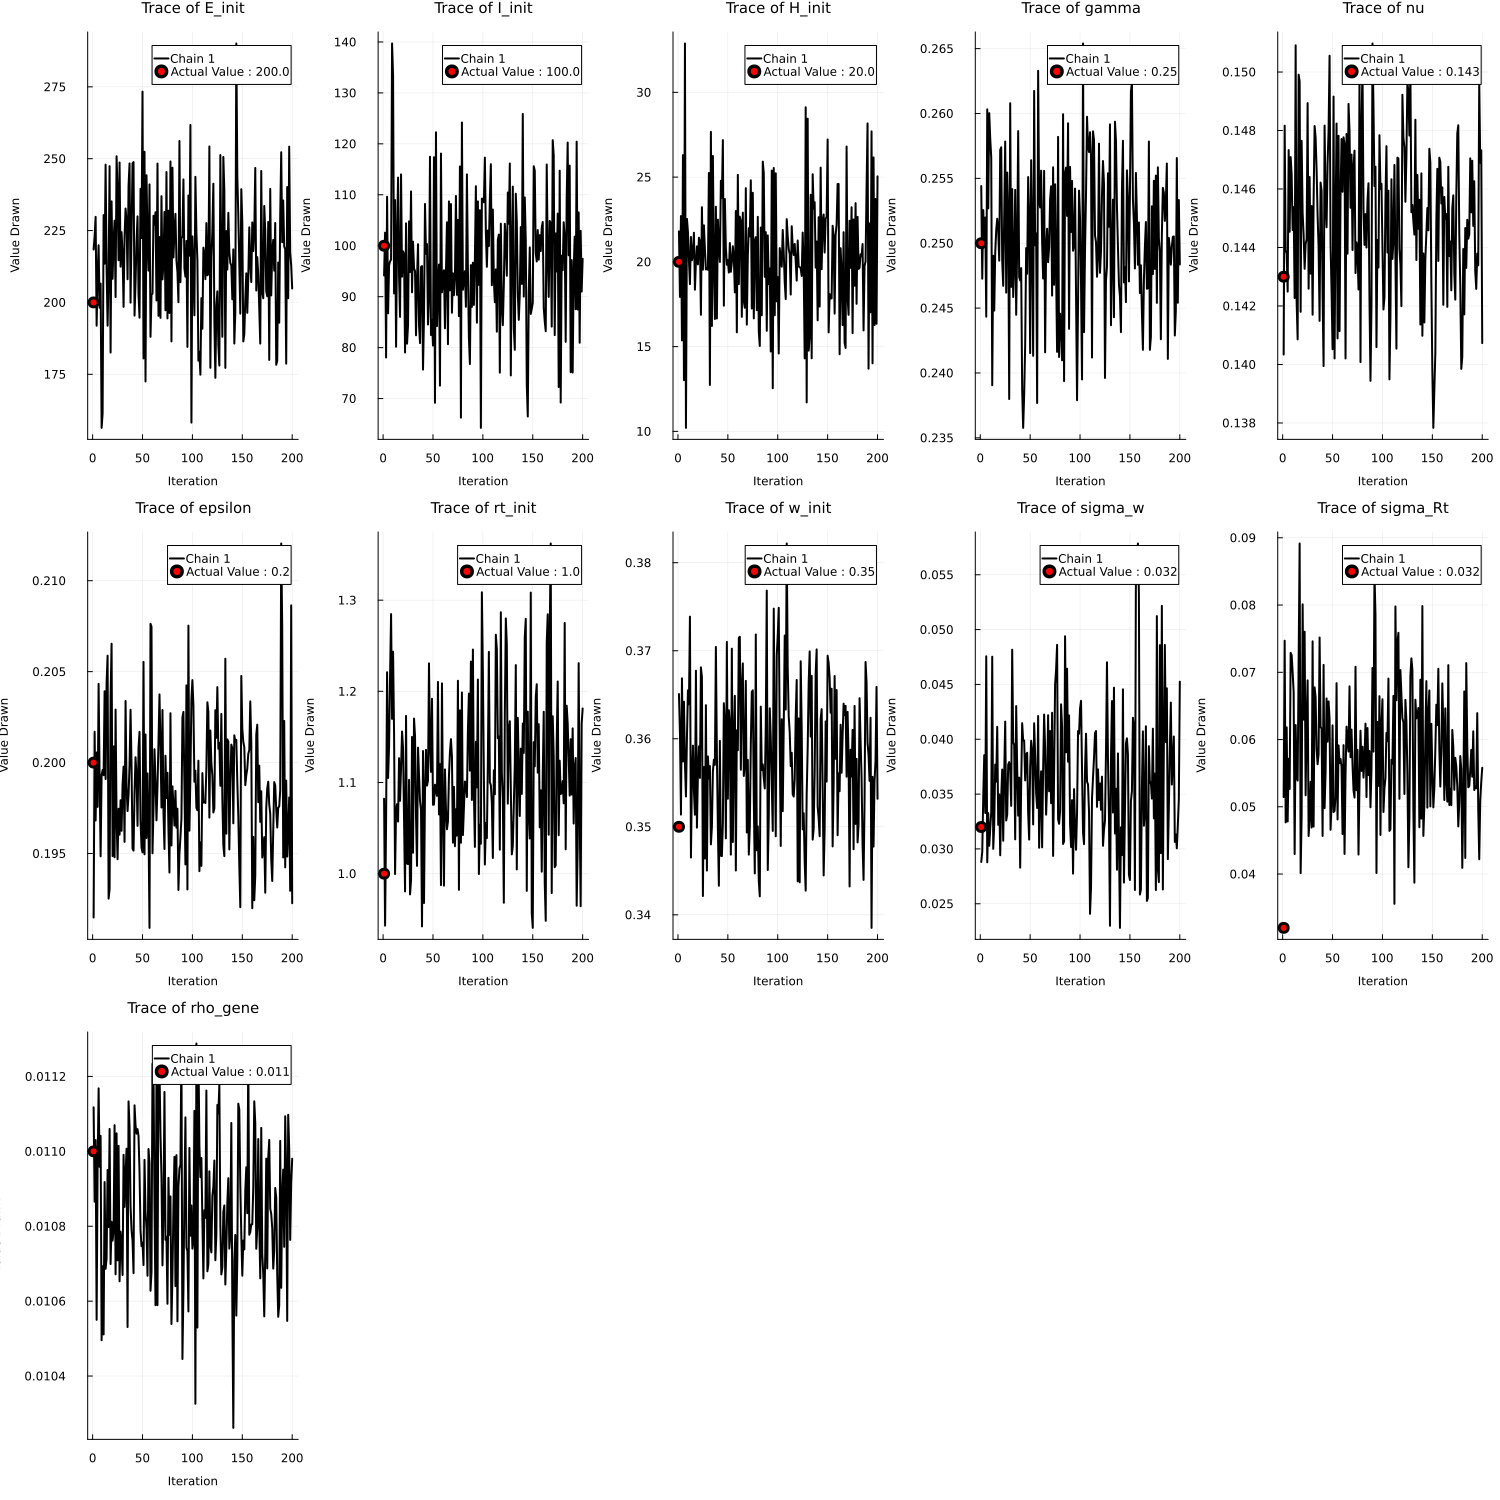 Trace of E_init
Chain 1
Actual Value : 200.0
275
250
225
200
175
0 50 100 150 200
Iteration
Value Drawn
Trace of I_init
Chain 1
Actual Value : 100.0
140
130
120
110
100
90
80
70
0 50 100 150 200
Iteration
Value Drawn
Trace of H_init
Chain 1
Actual Value : 20.0
30
25
20
15
10
0 50 100 150 200
Iteration
Value Drawn
Trace of gamma
Chain 1
Actual Value : 0.25
0.265
0.260
0.255
0.250
0.245
0.240
0.235
0 50 100 150 200
Iteration
Value Drawn
Trace of nu
Chain 1
Actual Value : 0.143
0.150
0.148
0.146
0.144
0.142
0.140
0.138
0 50 100 150 200
Iteration
Value Drawn
Trace of epsilon
Chain 1
Actual Value : 0.2
0.210
0.205
0.200
0.195
0 50 100 150 200
Iteration
Value Drawn
Trace of rt_init
Chain 1
Actual Value : 1.0
1.3
1.2
1.1
1.0
0 50 100 150 200
Iteration
Value Drawn
Trace of w_init
Chain 1
Actual Value : 0.35
0.38
0.37
0.36
0.35
0.34
0 50 100 150 200
Iteration
Value Drawn
Trace of sigma_w
Chain 1
Actual Value : 0.032
0.055
0.050
0.045
0.040
0.035
0.030
0.025
0 50 100 150 200
Iteration
Value Drawn
Trace of sigma_Rt
Chain 1
Actual Value : 0.032
0.09
0.08
0.07
0.06
0.05
0.04
0 50 100 150 200
Iteration
Trace of rho_gene
Chain 1
Actual Value : 0.011
0.0112
0.0110
0.0108
0.0106
0.0104
0 50 100 150 200
Iteration